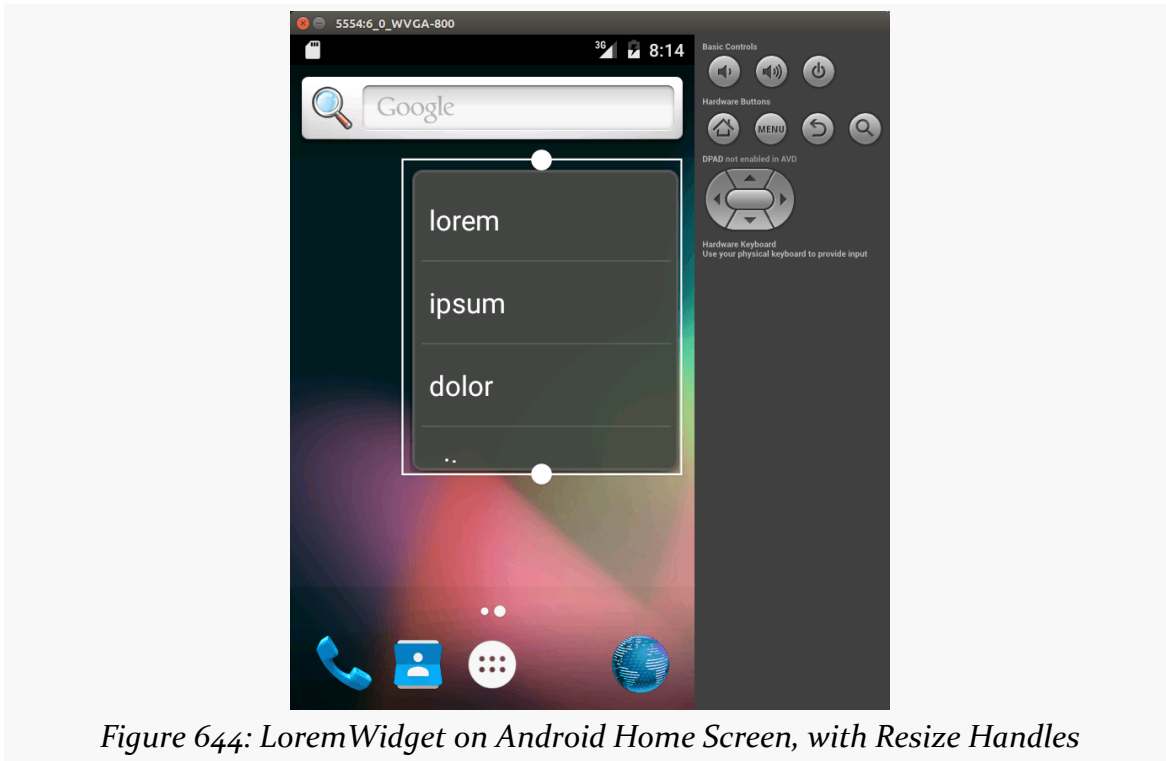 5554:6_0_WVGA-800
3G 8:14
Google
lorem
ipsum
dolor
Basic Controls
Hardware Buttons
MENU
DPAD not enabled in AVD
Hardware Keyboard
Use your physical keyboard to provide input
Figure 644: LoremWidget on Android Home Screen, with Resize Handles